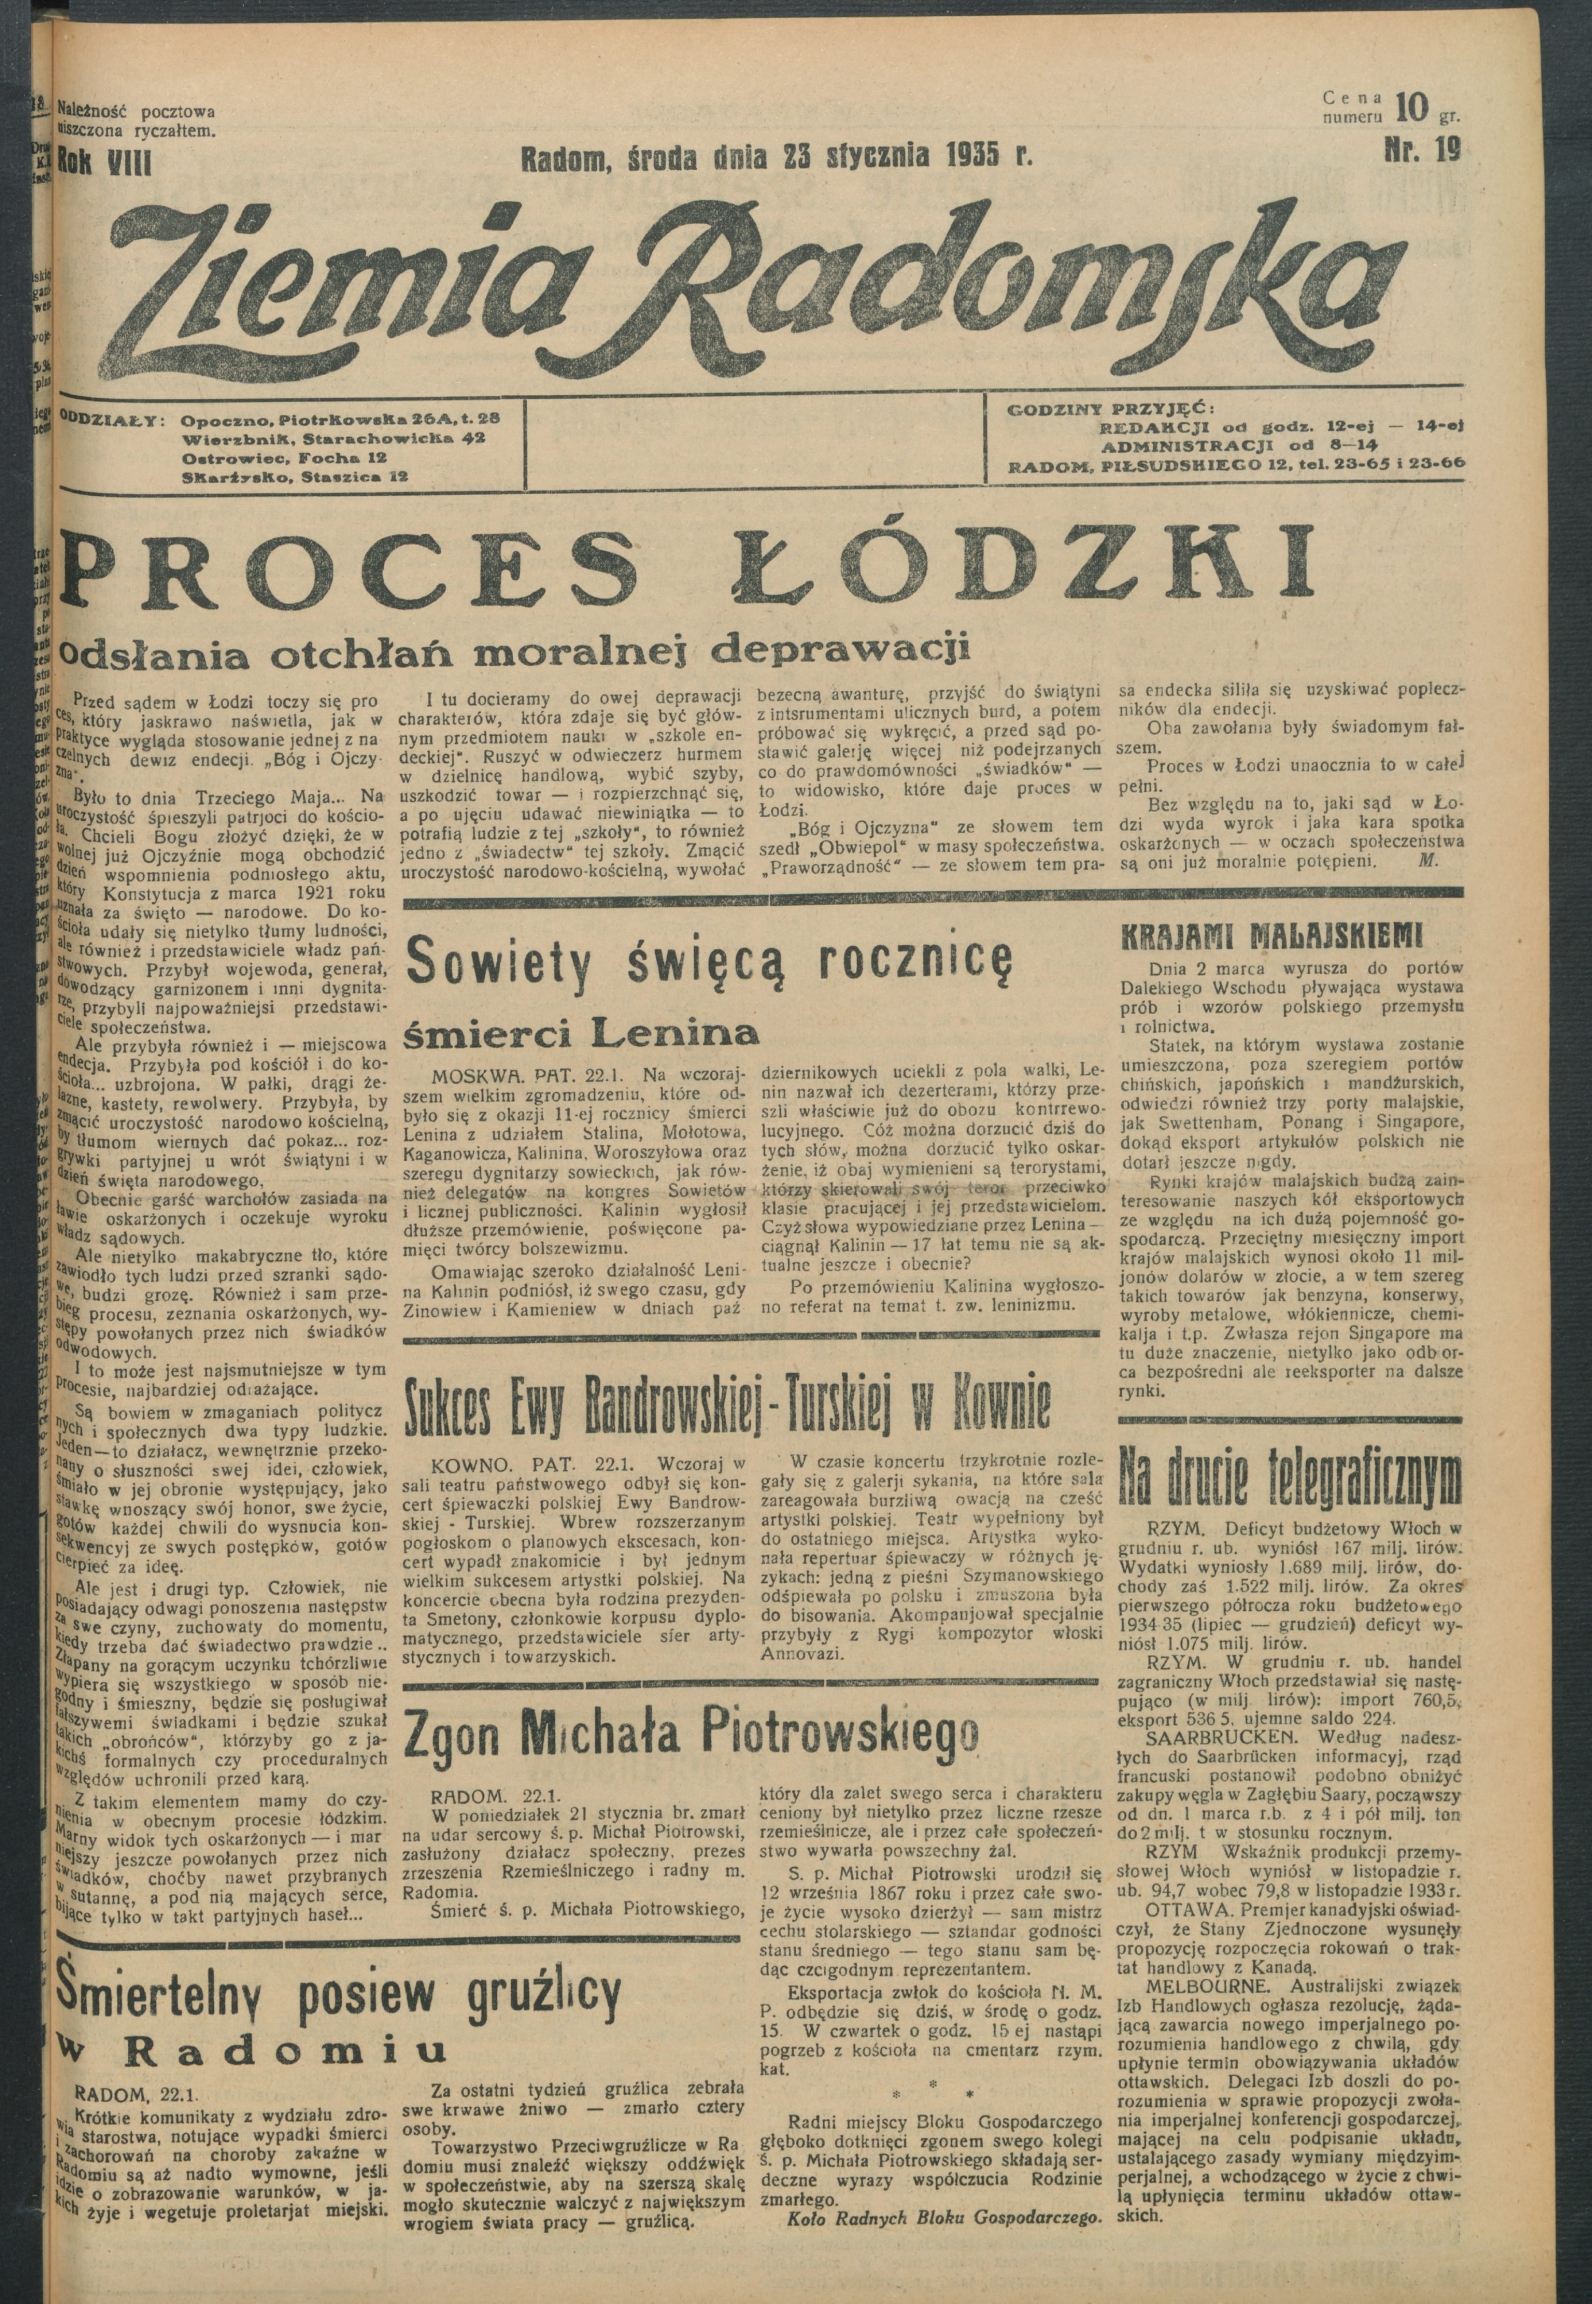 Należność pocztowa
uiszczona ryczałtem.
Cena
numeru 10 gr.
Rok VIII
Radom, środa dnia 23 stycznia 1935 r.
Nr. 19
Ziemia Radomska
ODDZIAŁY: Opoczno, Piotrkowska 26A, t. 28
Wierzbnik, Starachowicka 42
Ostrowiec, Focha 12
Skarżysko, Staszica 12
GODZINY PRZYJĘĆ:
REDAKCJI od godz. 12-ej — 14-ej
ADMINISTRACJI od 8—14
RADOM, PIŁSUDSKIEGO 12, tel. 23-65 i 23-66
PROCES ŁÓDZKI
odsłania otchłań moralnej deprawacji
Przed sądem w Łodzi toczy się pro
ces, który jaskrawo naświetla, jak w
praktyce wygląda stosowanie jednej z na
czelnych dewiz endecji. „Bóg i Ojczy-
zna".
Było to dnia Trzeciego Maja... Na
uroczystość śpieszyli patrjoci do kościo-
ła. Chcieli Bogu złożyć dzięki, że w
wolnej już Ojczyźnie mogą obchodzić
dzień wspomnienia podniosłego aktu,
który Konstytucja z marca 1921 roku
uznała za święto — narodowe. Do ko-
ścioła udały się nietylko tłumy ludności,
ale również i przedstawiciele władz pań-
stwowych. Przybył wojewoda, generał,
dowodzący garnizonem i inni dygnita-
rze, przybyli najpoważniejsi przedstawi-
ciele społeczeństwa.
Ale przybyła również i — miejscowa
endecja. Przybyła pod kościół i do ko-
ścioła... uzbrojona. W pałki, drągi że-
lazne, kastety, rewolwery. Przybyła, by
zmącić uroczystość narodowo kościelną,
by tłumom wiernych dać pokaz... roz-
grywki partyjnej u wrót świątyni i w
dzień święta narodowego.
Obecnie garść warchołów zasiada na
ławie oskarżonych i oczekuje wyroku
władz sądowych.
Ale nietylko makabryczne tło, które
zawiodło tych ludzi przed szranki sądo-
we, budzi grozę. Również i sam prze-
bieg procesu, zeznania oskarżonych, wy-
stępy powołanych przez nich świadków
odwodowych.
I to może jest najsmutniejsze w tym
procesie, najbardziej odrażające.
Są bowiem w zmaganiach politycz
nych i społecznych dwa typy ludzkie.
Jeden—to działacz, wewnętrznie przeko-
nany o słuszności swej idei, człowiek,
śmiało w jej obronie występujący, jako
stawkę wnoszący swój honor, swe życie,
gotów każdej chwili do wysnucia kon-
sekwencyj ze swych postępków, gotów
cierpieć za ideę.
Ale jest i drugi typ. Człowiek, nie
posiadający odwagi ponoszenia następstw
za swe czyny, zuchowaty do momentu,
kiedy trzeba dać świadectwo prawdzie..
Złapany na gorącym uczynku tchórzliwie
wypiera się wszystkiego w sposób nie-
godny i śmieszny, będzie się posługiwał
fałszywemi świadkami i będzie szukał
takich „obrońców", którzyby go z ja-
kichś formalnych czy proceduralnych
względów uchronili przed karą.
Z takim elementem mamy do czy-
nienia w obecnym procesie łódzkim.
Marny widok tych oskarżonych — i mar
niejszy jeszcze powołanych przez nich
świadków, choćby nawet przybranych
w sutannę, a pod nią mających serce,
bijące tylko w takt partyjnych haseł...
I tu docieramy do owej deprawacji
charakterów, która zdaje się być głów-
nym przedmiotem nauki w „szkole en-
deckiej". Ruszyć w odwieczerz hurmem
w dzielnicę handlową, wybić szyby,
uszkodzić towar — i rozpierzchnąć się,
a po ujęciu udawać niewiniątka — to
potrafią ludzie z tej „szkoły", to również
jedno z „świadectw" tej szkoły. Zmącić
uroczystość narodowo-kościelną, wywołać
bezecną awanturę, przyjść do świątyni
z intsrumentami ulicznych burd, a potem
próbować się wykręcić, a przed sąd po-
stawić galerję więcej niż podejrzanych
co do prawdomówności „świadków" —
to widowisko, które daje proces w
Łodzi.
„Bóg i Ojczyzna" ze słowem tem
szedł „Obwiepol" w masy społeczeństwa.
„Praworządność" — ze słowem tem pra-
sa endecka siliła się uzyskiwać poplecz-
ników dla endecji.
Oba zawołania były świadomym fał-
szem.
Proces w Łodzi unaocznia to w całej
pełni.
Bez względu na to, jaki sąd w Ło-
dzi wyda wyrok i jaka kara spotka
oskarżonych — w oczach społeczeństwa
są oni już moralnie potępieni. M.
Sowiety święcą rocznicę
śmierci Lenina
MOSKWA. PAT. 22.1. Na wczoraj-
szem wielkim zgromadzeniu, które od-
było się z okazji 11-ej rocznicy śmierci
Lenina z udziałem Stalina, Mołotowa,
Kaganowicza, Kalinina, Woroszyłowa oraz
szeregu dygnitarzy sowieckich, jak rów-
nież delegatów na kongres Sowietów
i licznej publiczności. Kalinin wygłosił
dłuższe przemówienie, poświęcone pa-
mięci twórcy bolszewizmu.
Omawiając szeroko działalność Leni-
na Kalinin podniósł, iż swego czasu, gdy
Zinowiew i Kamieniew w dniach paź
dziernikowych uciekli z pola walki, Le-
nin nazwał ich dezerterami, którzy prze-
szli właściwie już do obozu kontrrewo-
lucyjnego. Cóż można dorzucić dziś do
tych słów, można dorzucić tylko oskar-
żenie, iż obaj wymienieni są terorystami,
którzy skierowali swój teror przeciwko
klasie pracującej i jej przedstawicielom.
Czyż słowa wypowiedziane przez Lenina —
ciągnął Kalinin — 17 lat temu nie są ak-
tualne jeszcze i obecnie?
Po przemówieniu Kalinina wygłoszo-
no referat na temat t. zw. leninizmu.
KRAJAMI MALAJSKIEMI
Dnia 2 marca wyrusza do portów
Dalekiego Wschodu pływająca wystawa
prób i wzorów polskiego przemysłu
i rolnictwa.
Statek, na którym wystawa zostanie
umieszczona, poza szeregiem portów
chińskich, japońskich i mandżurskich,
odwiedzi również trzy porty malajskie,
jak Swettenham, Ponang i Singapore,
dokąd eksport artykułów polskich nie
dotarł jeszcze nigdy.
Rynki krajów malajskich budzą zain-
teresowanie naszych kół eksportowych
ze względu na ich dużą pojemność go-
spodarczą. Przeciętny miesięczny import
krajów malajskich wynosi około 11 mil-
jonów dolarów w złocie, a w tem szereg
takich towarów jak benzyna, konserwy,
wyroby metalowe, włókiennicze, chemi-
kalja i t.p. Zwłasza rejon Singapore ma
tu duże znaczenie, nietylko jako odbior-
ca bezpośredni ale reeksporter na dalsze
rynki.
Sukces Ewy Bandrowskiej-Turskiej w Kownie
KOWNO. PAT. 22.1. Wczoraj w
sali teatru państwowego odbył się kon-
cert śpiewaczki polskiej Ewy Bandrow-
skiej - Turskiej. Wbrew rozszerzanym
pogłoskom o planowych ekscesach, kon-
cert wypadł znakomicie i był jednym
wielkim sukcesem artystki polskiej. Na
koncercie obecna była rodzina prezyden-
ta Smetony, członkowie korpusu dyplo-
matycznego, przedstawiciele sfer arty-
stycznych i towarzyskich.
W czasie koncertu trzykrotnie rozle-
gały się z galerji sykania, na które sala
zareagowała burzliwą owacją na cześć
artystki polskiej. Teatr wypełniony był
do ostatniego miejsca. Artystka wyko-
nała repertuar śpiewaczy w różnych ję-
zykach: jedną z pieśni Szymanowskiego
odśpiewała po polsku i zmuszona była
do bisowania. Akompanjował specjalnie
przybyły z Rygi kompozytor włoski
Annovazi.
Na drucie telegraficznym
RZYM. Deficyt budżetowy Włoch w
grudniu r. ub. wyniósł 167 milj. lirów.
Wydatki wyniosły 1.689 milj. lirów, do-
chody zaś 1.522 milj. lirów. Za okres
pierwszego półrocza roku budżetowego
1934-35 (lipiec — grudzień) deficyt wy-
niósł 1.075 milj. lirów.
RZYM. W grudniu r. ub. handel
zagraniczny Włoch przedstawiał się nastę-
pująco (w milj lirów): import 760,5,
eksport 536 5, ujemne saldo 224.
SAARBRÜCKEN. Według nadesz-
łych do Saarbrücken informacyj, rząd
francuski postanowił podobno obniżyć
zakupy węgla w Zagłębiu Saary, począwszy
od dn. 1 marca r.b. z 4 i pół milj. ton
do 2 milj. t w stosunku rocznym.
RZYM Wskaźnik produkcji przemy-
słowej Włoch wyniósł w listopadzie r.
ub. 94,7 wobec 79,8 w listopadzie 1933 r.
OTTAWA. Premjer kanadyjski oświad-
czył, że Stany Zjednoczone wysunęły
propozycję rozpoczęcia rokowań o trak-
tat handlowy z Kanadą.
MELBOURNE. Australijski związek
Izb Handlowych ogłasza rezolucję, żąda-
jącą zawarcia nowego imperjalnego po-
rozumienia handlowego z chwilą, gdy
upłynie termin obowiązywania układów
ottawskich. Delegaci Izb doszli do po-
rozumienia w sprawie propozycji zwoła-
nia imperjalnej konferencji gospodarczej,
mającej na celu podpisanie układu,
ustalającego zasady wymiany międzyim-
perjalnej, a wchodzącego w życie z chwi-
lą upłynięcia terminu układów ottaw-
skich.
Zgon Michała Piotrowskiego
RADOM. 22.1.
W poniedziałek 21 stycznia br. zmarł
na udar sercowy ś. p. Michał Piotrowski,
zasłużony działacz społeczny, prezes
zrzeszenia Rzemieślniczego i radny m.
Radomia.
Śmierć ś. p. Michała Piotrowskiego,
który dla zalet swego serca i charakteru
ceniony był nietylko przez liczne rzesze
rzemieślnicze, ale i przez całe społeczeń-
stwo wywarła powszechny żal.
S. p. Michał Piotrowski urodził się
12 września 1867 roku i przez całe swo-
je życie wysoko dzierżył — sam mistrz
cechu stolarskiego — sztandar godności
stanu średniego — tego stanu sam bę-
dąc czcigodnym reprezentantem.
Eksportacja zwłok do kościoła N. M.
P. odbędzie się dziś, w środę o godz.
15. W czwartek o godz. 15 ej nastąpi
pogrzeb z kościoła na cmentarz rzym.
kat.
* * *
Radni miejscy Bloku Gospodarczego
głęboko dotknięci zgonem swego kolegi
ś. p. Michała Piotrowskiego składają ser-
deczne wyrazy współczucia Rodzinie
zmarłego.
Koło Radnych Bloku Gospodarczego.
Śmiertelny posiew gruźlicy
w Radomiu
RADOM, 22.1.
Krótkie komunikaty z wydziału zdro-
wia starostwa, notujące wypadki śmierci
i zachorowań na choroby zakaźne w
Radomiu są aż nadto wymowne, jeśli
idzie o zobrazowanie warunków, w ja-
kich żyje i wegetuje proletarjat miejski.
Za ostatni tydzień gruźlica zebrała
swe krwawe żniwo — zmarło cztery
osoby.
Towarzystwo Przeciwgruźlicze w Ra
domiu musi znaleźć większy oddźwięk
w społeczeństwie, aby na szerszą skalę
mogło skutecznie walczyć z największym
wrogiem świata pracy — gruźlicą.